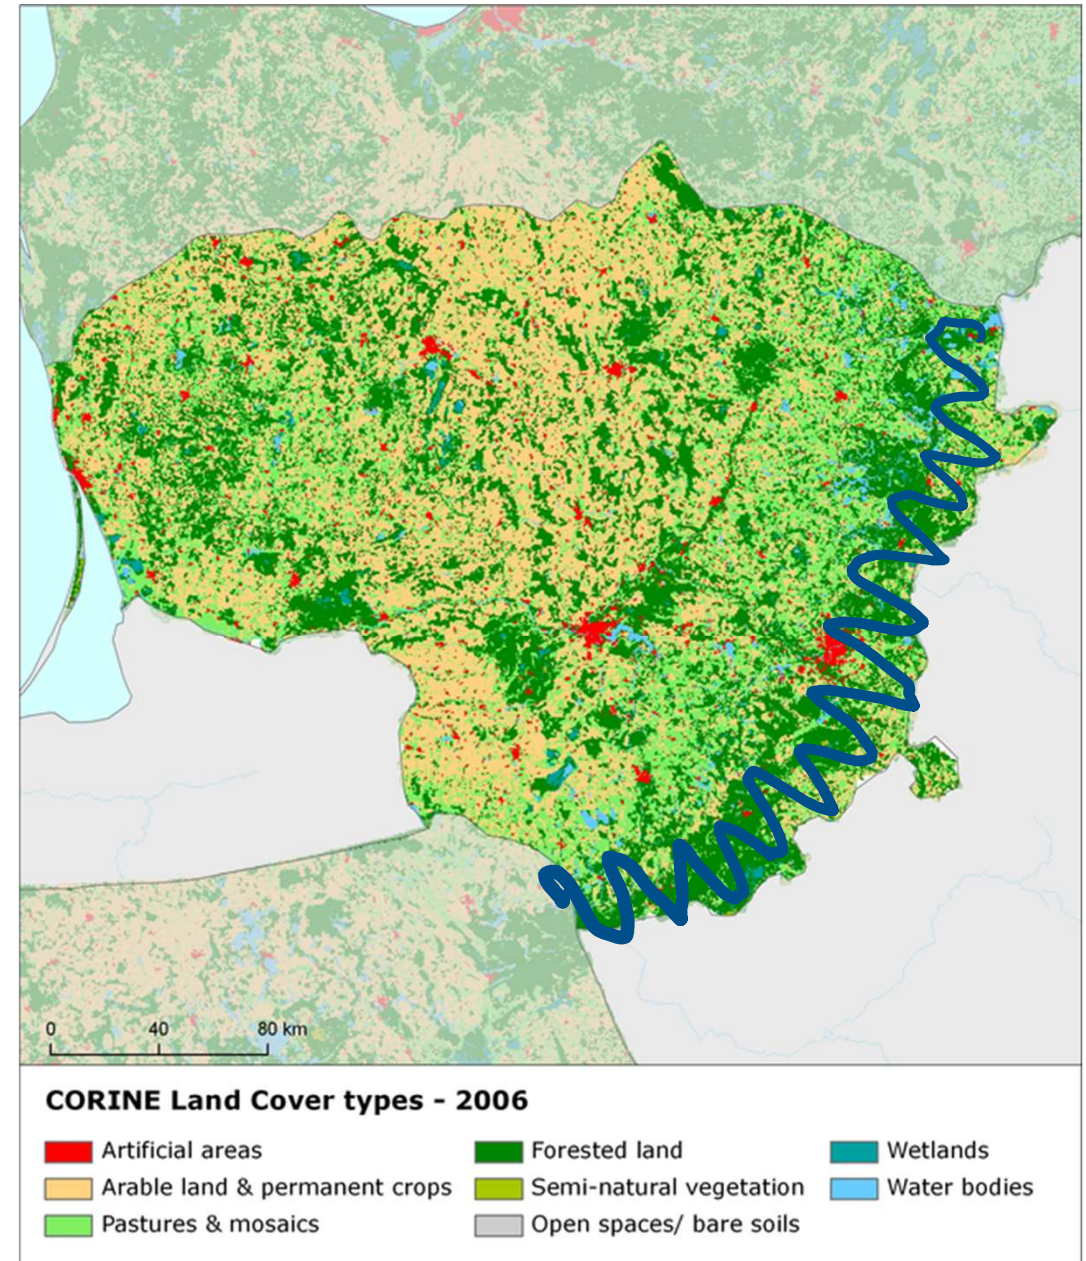 0 40 80 km
CORINE Land Cover types - 2006
Artificial areas
Forested land
Wetlands
Arable land & permanent crops
Semi-natural vegetation
Water bodies
Pastures & mosaics
Open spaces/ bare soils